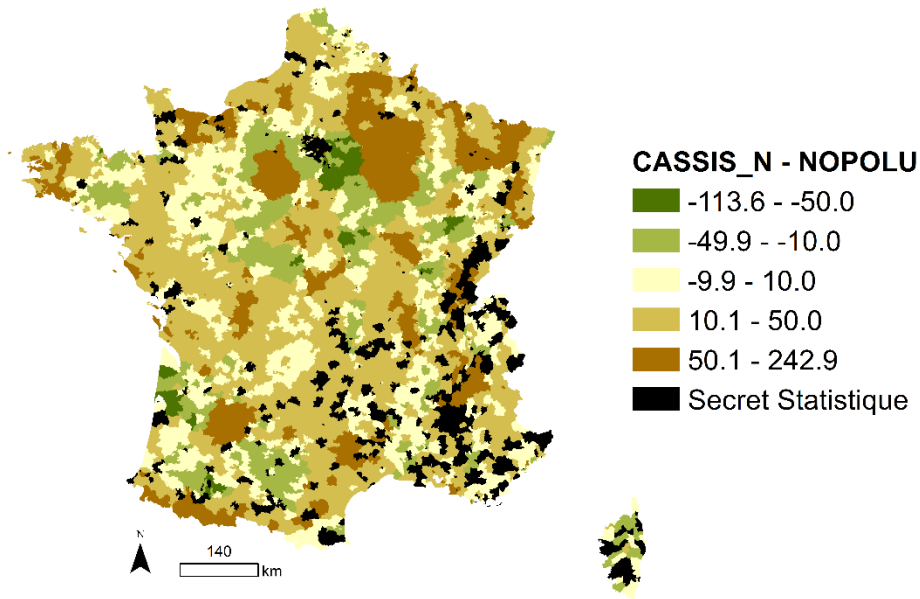 CASSIS_N - NOPOLU
-113.6 - -50.0
-49.9 - -10.0
-9.9 - 10.0
10.1 - 50.0
50.1 - 242.9
Secret Statistique
N
140
km